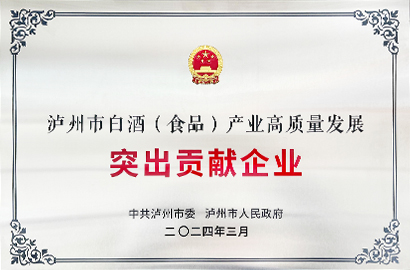 泸州市白酒（食品）产业高质量发展
突出贡献企业
中共泸州市委 泸州市人民政府
二〇二四年三月